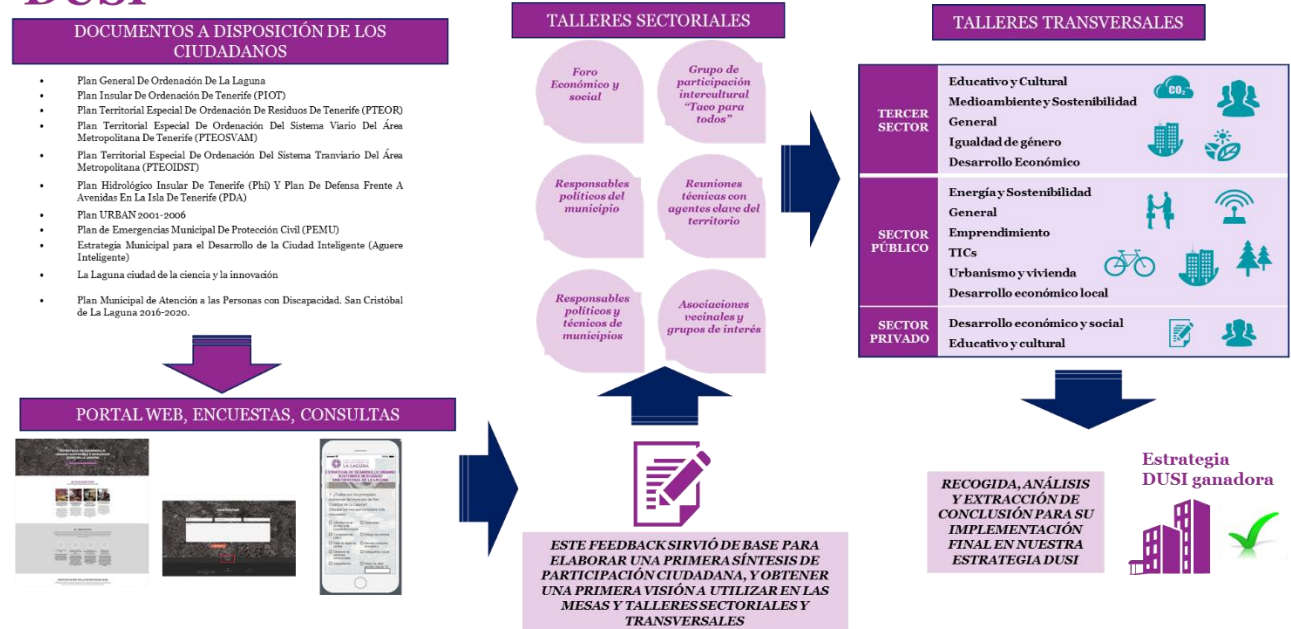 DUSI
DOCUMENTOS A DISPOSICIÓN DE LOS
CIUDADANOS
• Plan General De Ordenación De La Laguna
• Plan Insular De Ordenación De Tenerife (PIOT)
• Plan Territorial Especial De Ordenación De Residuos De Tenerife (PTEOR)
• Plan Territorial Especial De Ordenación Del Sistema Viario Del Área
Metropolitana De Tenerife (PTEOSVAM)
• Plan Territorial Especial De Ordenación Del Sistema Tranviario Del Área
Metropolitana (PTEOIDST)
• Plan Hidrológico Insular De Tenerife (Phi) Y Plan De Defensa Frente A
Avenidas En La Isla De Tenerife (PDA)
• Plan URBAN 2001-2006
• Plan de Emergencias Municipal De Protección Civil (PEMU)
• Estrategia Municipal para el Desarrollo de la Ciudad Inteligente (Aguere
Inteligente)
• La Laguna ciudad de la ciencia y la innovación
• Plan Municipal de Atención a las Personas con Discapacidad. San Cristóbal
de La Laguna 2016-2020.
PORTAL WEB, ENCUESTAS, CONSULTAS
LA LAGUNA
TALLERES SECTORIALES
Foro
Económico y
social
Grupo de
participación
intercultural
"Taco para
todos"
Responsables
políticos del
municipio
Reuniones
técnicas con
agentes clave del
territorio
Responsables
políticos y
técnicos de
municipios
Asociaciones
vecinales y
grupos de interés
ESTE FEEDBACK SIRVIÓ DE BASE PARA
ELABORAR UNA PRIMERA SÍNTESIS DE
PARTICIPACIÓN CIUDADANA, Y OBTENER
UNA PRIMERA VISIÓN A UTILIZAR EN LAS
MESAS Y TALLERES SECTORIALES Y
TRANSVERSALES
TALLERES TRANSVERSALES
TERCER
SECTOR
Educativo y Cultural
Medioambiente y Sostenibilidad
General
Igualdad de género
Desarrollo Económico
CO2
SECTOR
PÚBLICO
Energía y Sostenibilidad
General
Emprendimiento
TICs
Urbanismo y vivienda
Desarrollo económico local
SECTOR
PRIVADO
Desarrollo económico y social
Educativo y cultural
RECOGIDA, ANÁLISIS
Y EXTRACCIÓN DE
CONCLUSIÓN PARA SU
IMPLEMENTACIÓN
FINAL EN NUESTRA
ESTRATEGIA DUSI
Estrategia
DUSI ganadora